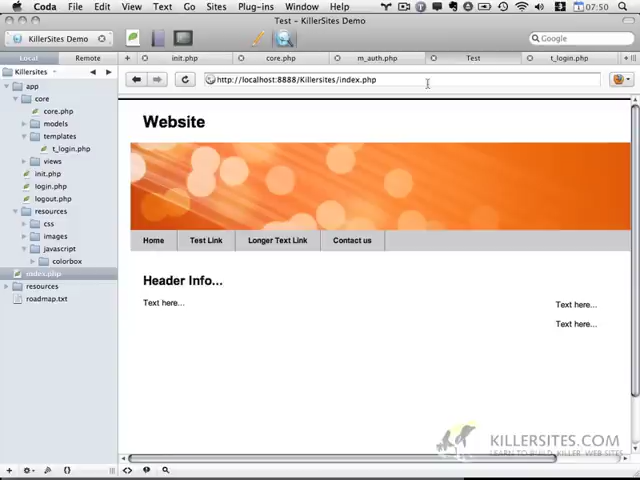 Coda File Edit View Text Sites Plug-ins Window Help 07:50
Test - KillerSites Demo
KillerSites Demo
Google
Local Remote
init.php core.php m_auth.php Test t_login.php
Killersites
http://localhost:8888/Killersites/index.php
app
core
core.php
models
templates
t_login.php
views
init.php
login.php
logout.php
resources
css
images
javascript
colorbox
index.php
resources
roadmap.txt
Website
Home Test Link Longer Text Link Contact us
Header Info...
Text here...
Text here...
Text here...
KILLERSITES.COM
LEARN TO BUILD KILLER WEB SITES